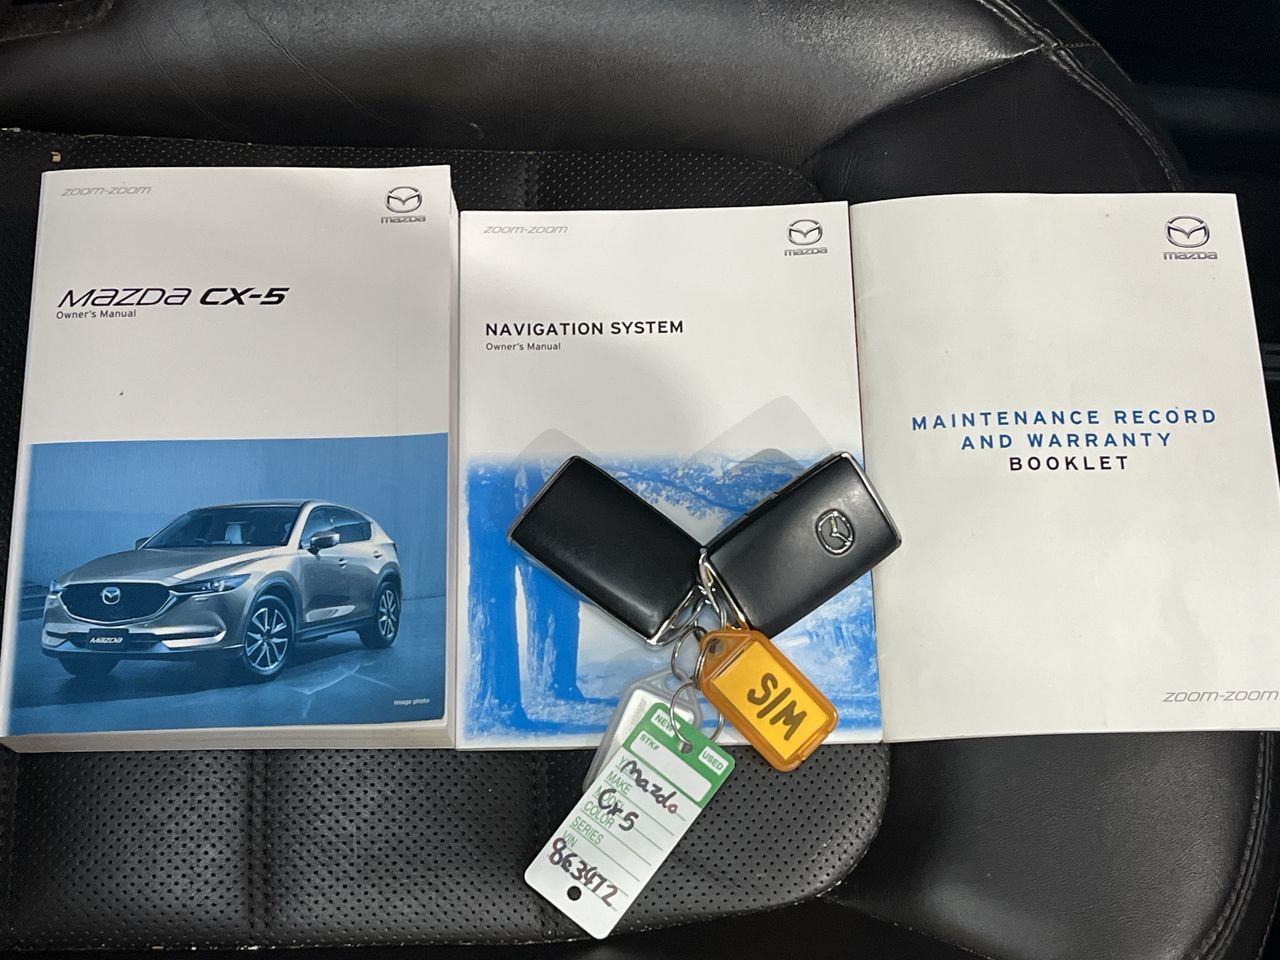 zoom-zoom
mazda
mazda CX-5
Owner's Manual
mazda
Image photo
zoom-zoom
mazda
NAVIGATION SYSTEM
Owner's Manual
mazda
MAINTENANCE RECORD
AND WARRANTY
BOOKLET
zoom-zoom
S/M
NEW
USED
STK#
Mazda
MAKE
Cx-5
COLOR
SERIES
VIN